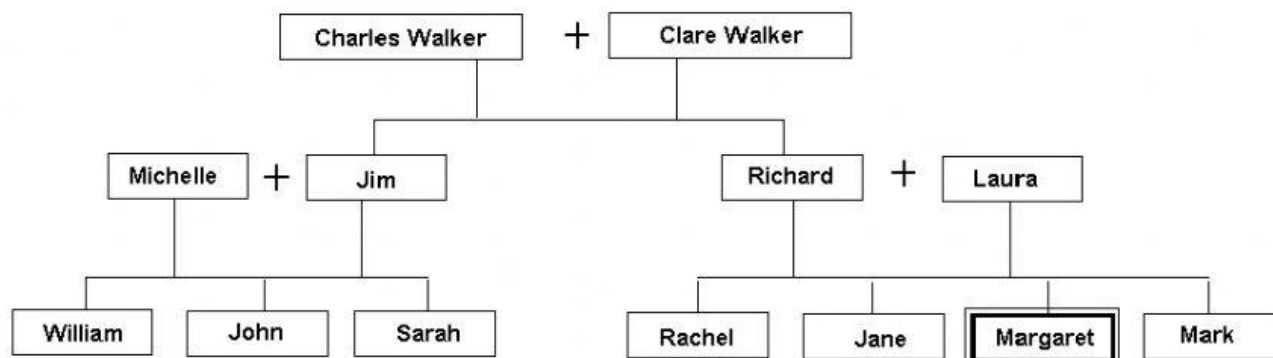 Charles Walker + Clare Walker
Michelle + Jim Richard + Laura
William John Sarah Rachel Jane Margaret Mark